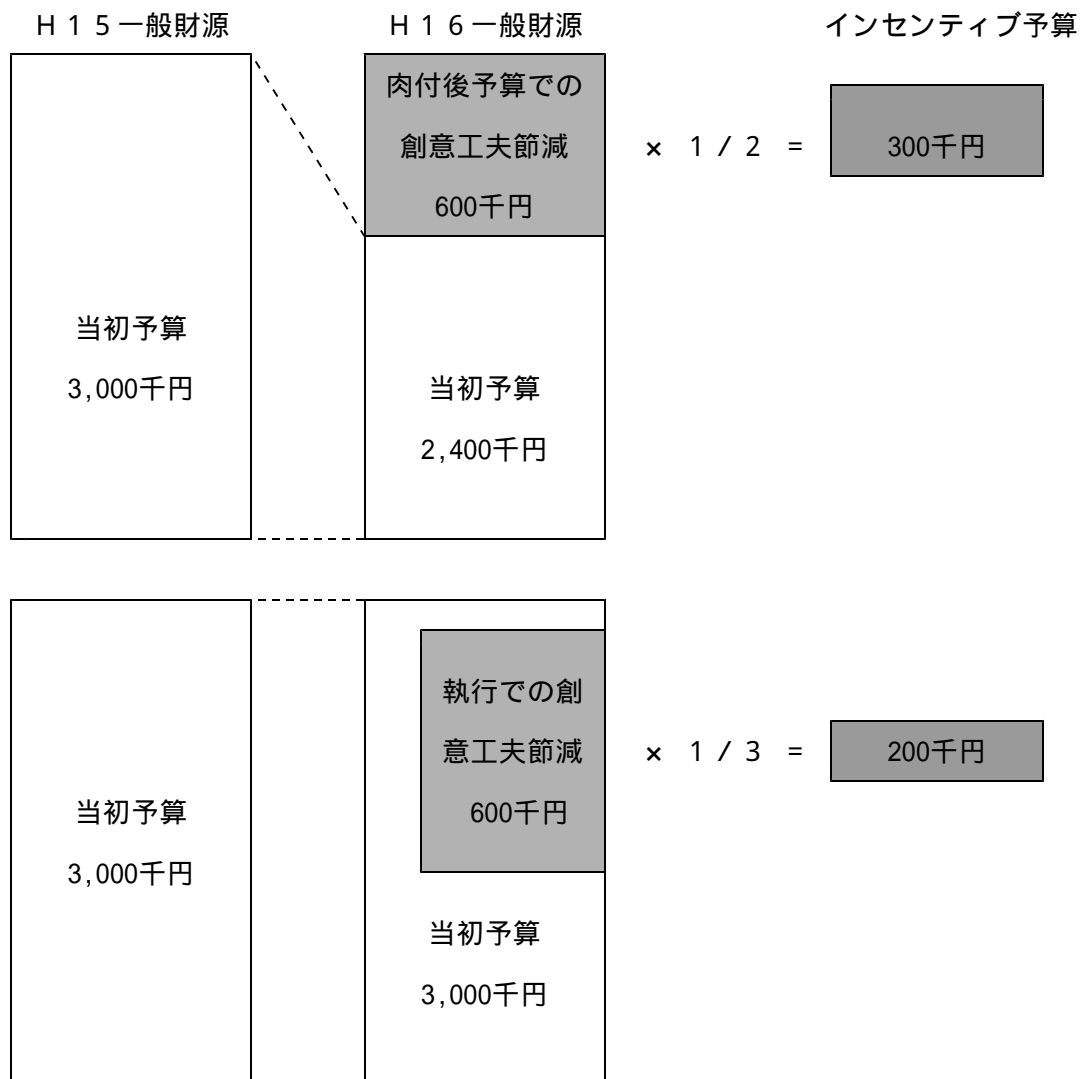 Ｈ１５一般財源
Ｈ１６一般財源
インセンティブ予算
肉付後予算での
創意工夫節減
600千円
× １／２ ＝
300千円
当初予算
3,000千円
当初予算
2,400千円
執行での創
意工夫節減
600千円
× １／３ ＝
200千円
当初予算
3,000千円
当初予算
3,000千円